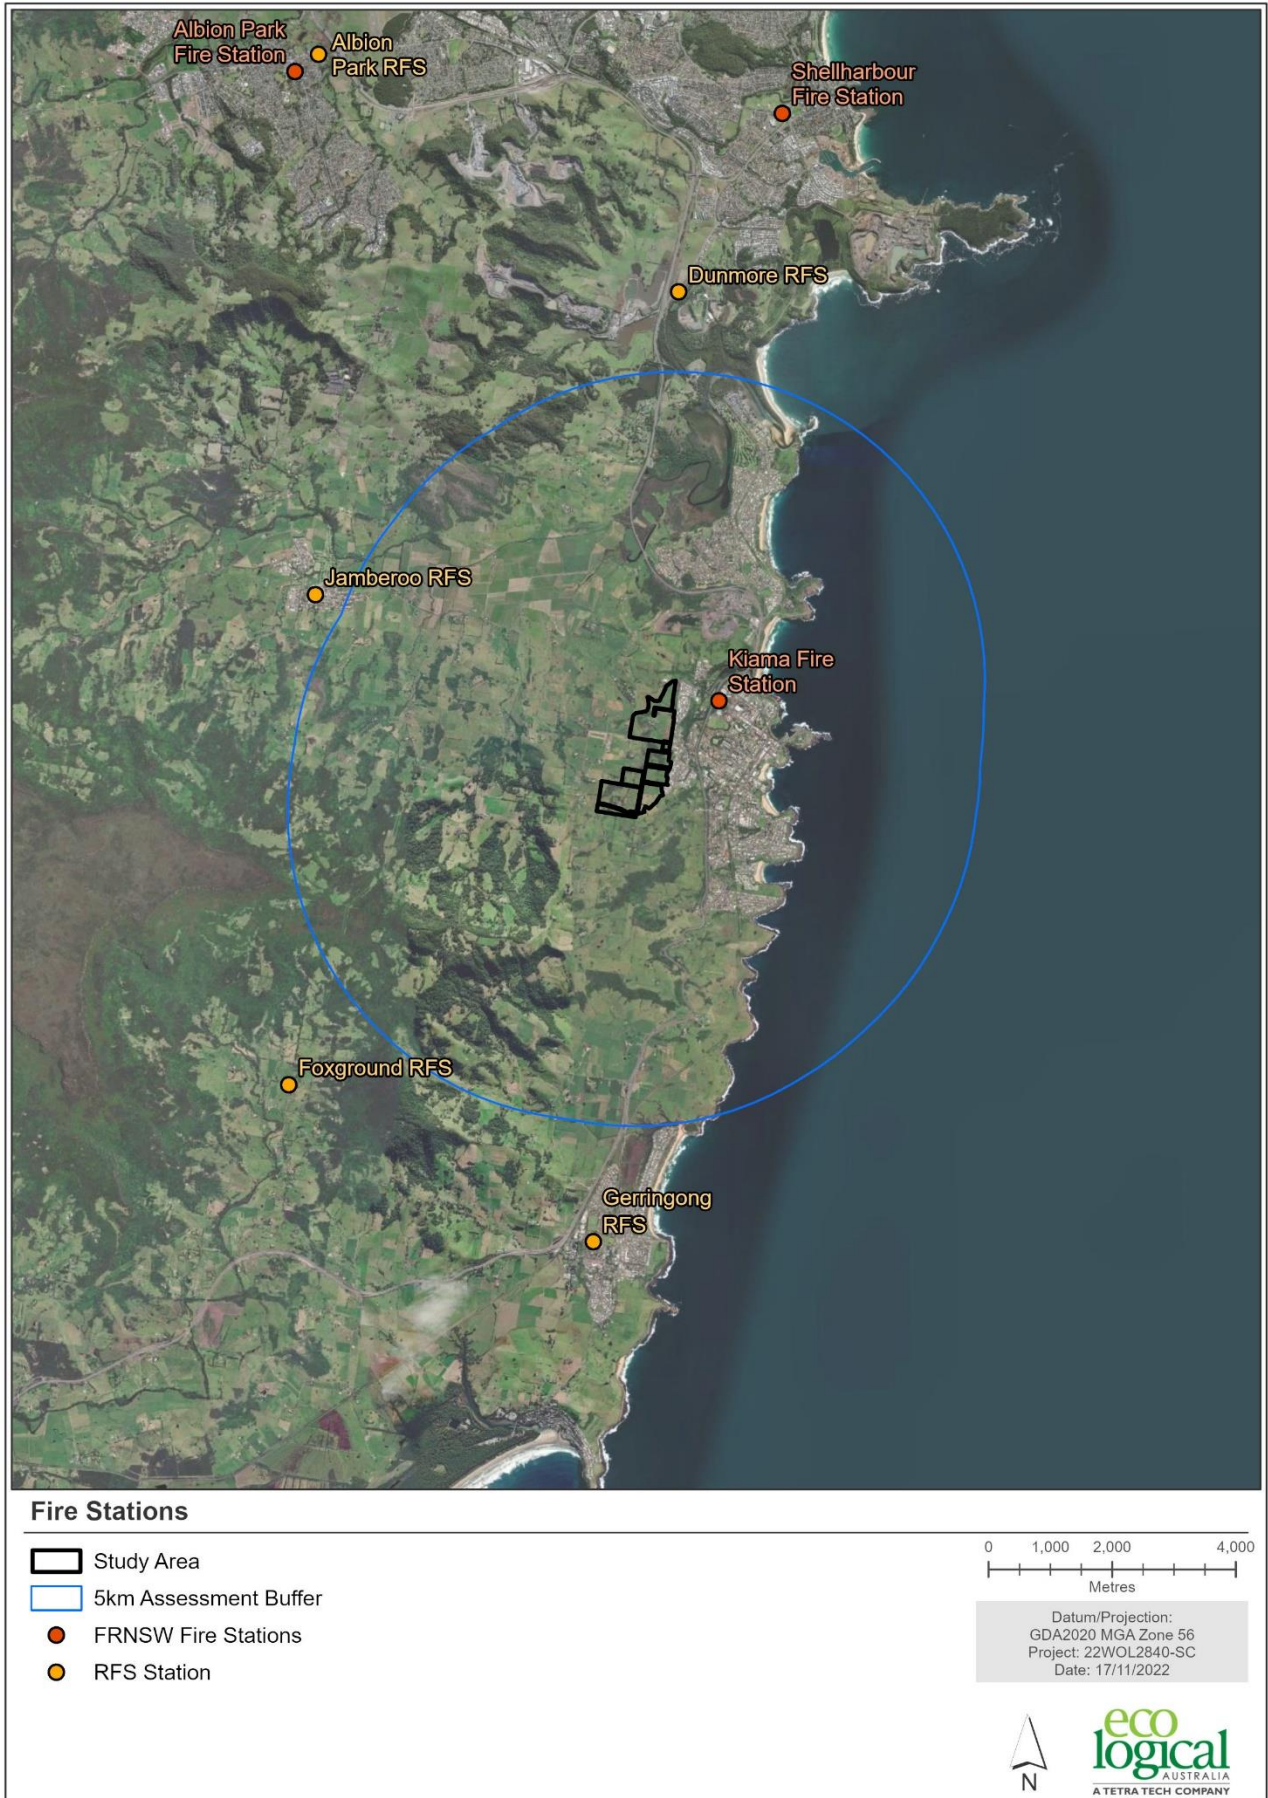 Albion Park
Fire Station
Albion
Park RFS
Shellharbour
Fire Station
Dunmore RFS
Jamberoo RFS
Kiama Fire
Station
Foxground RFS
Gerringong
RFS
Fire Stations
Study Area
5km Assessment Buffer
FRNSW Fire Stations
RFS Station
0 1,000 2,000 4,000
Metres
Datum/Projection:
GDA2020 MGA Zone 56
Project: 22WOL2840-SC
Date: 17/11/2022
N
eco
logical
AUSTRALIA
A TETRA TECH COMPANY